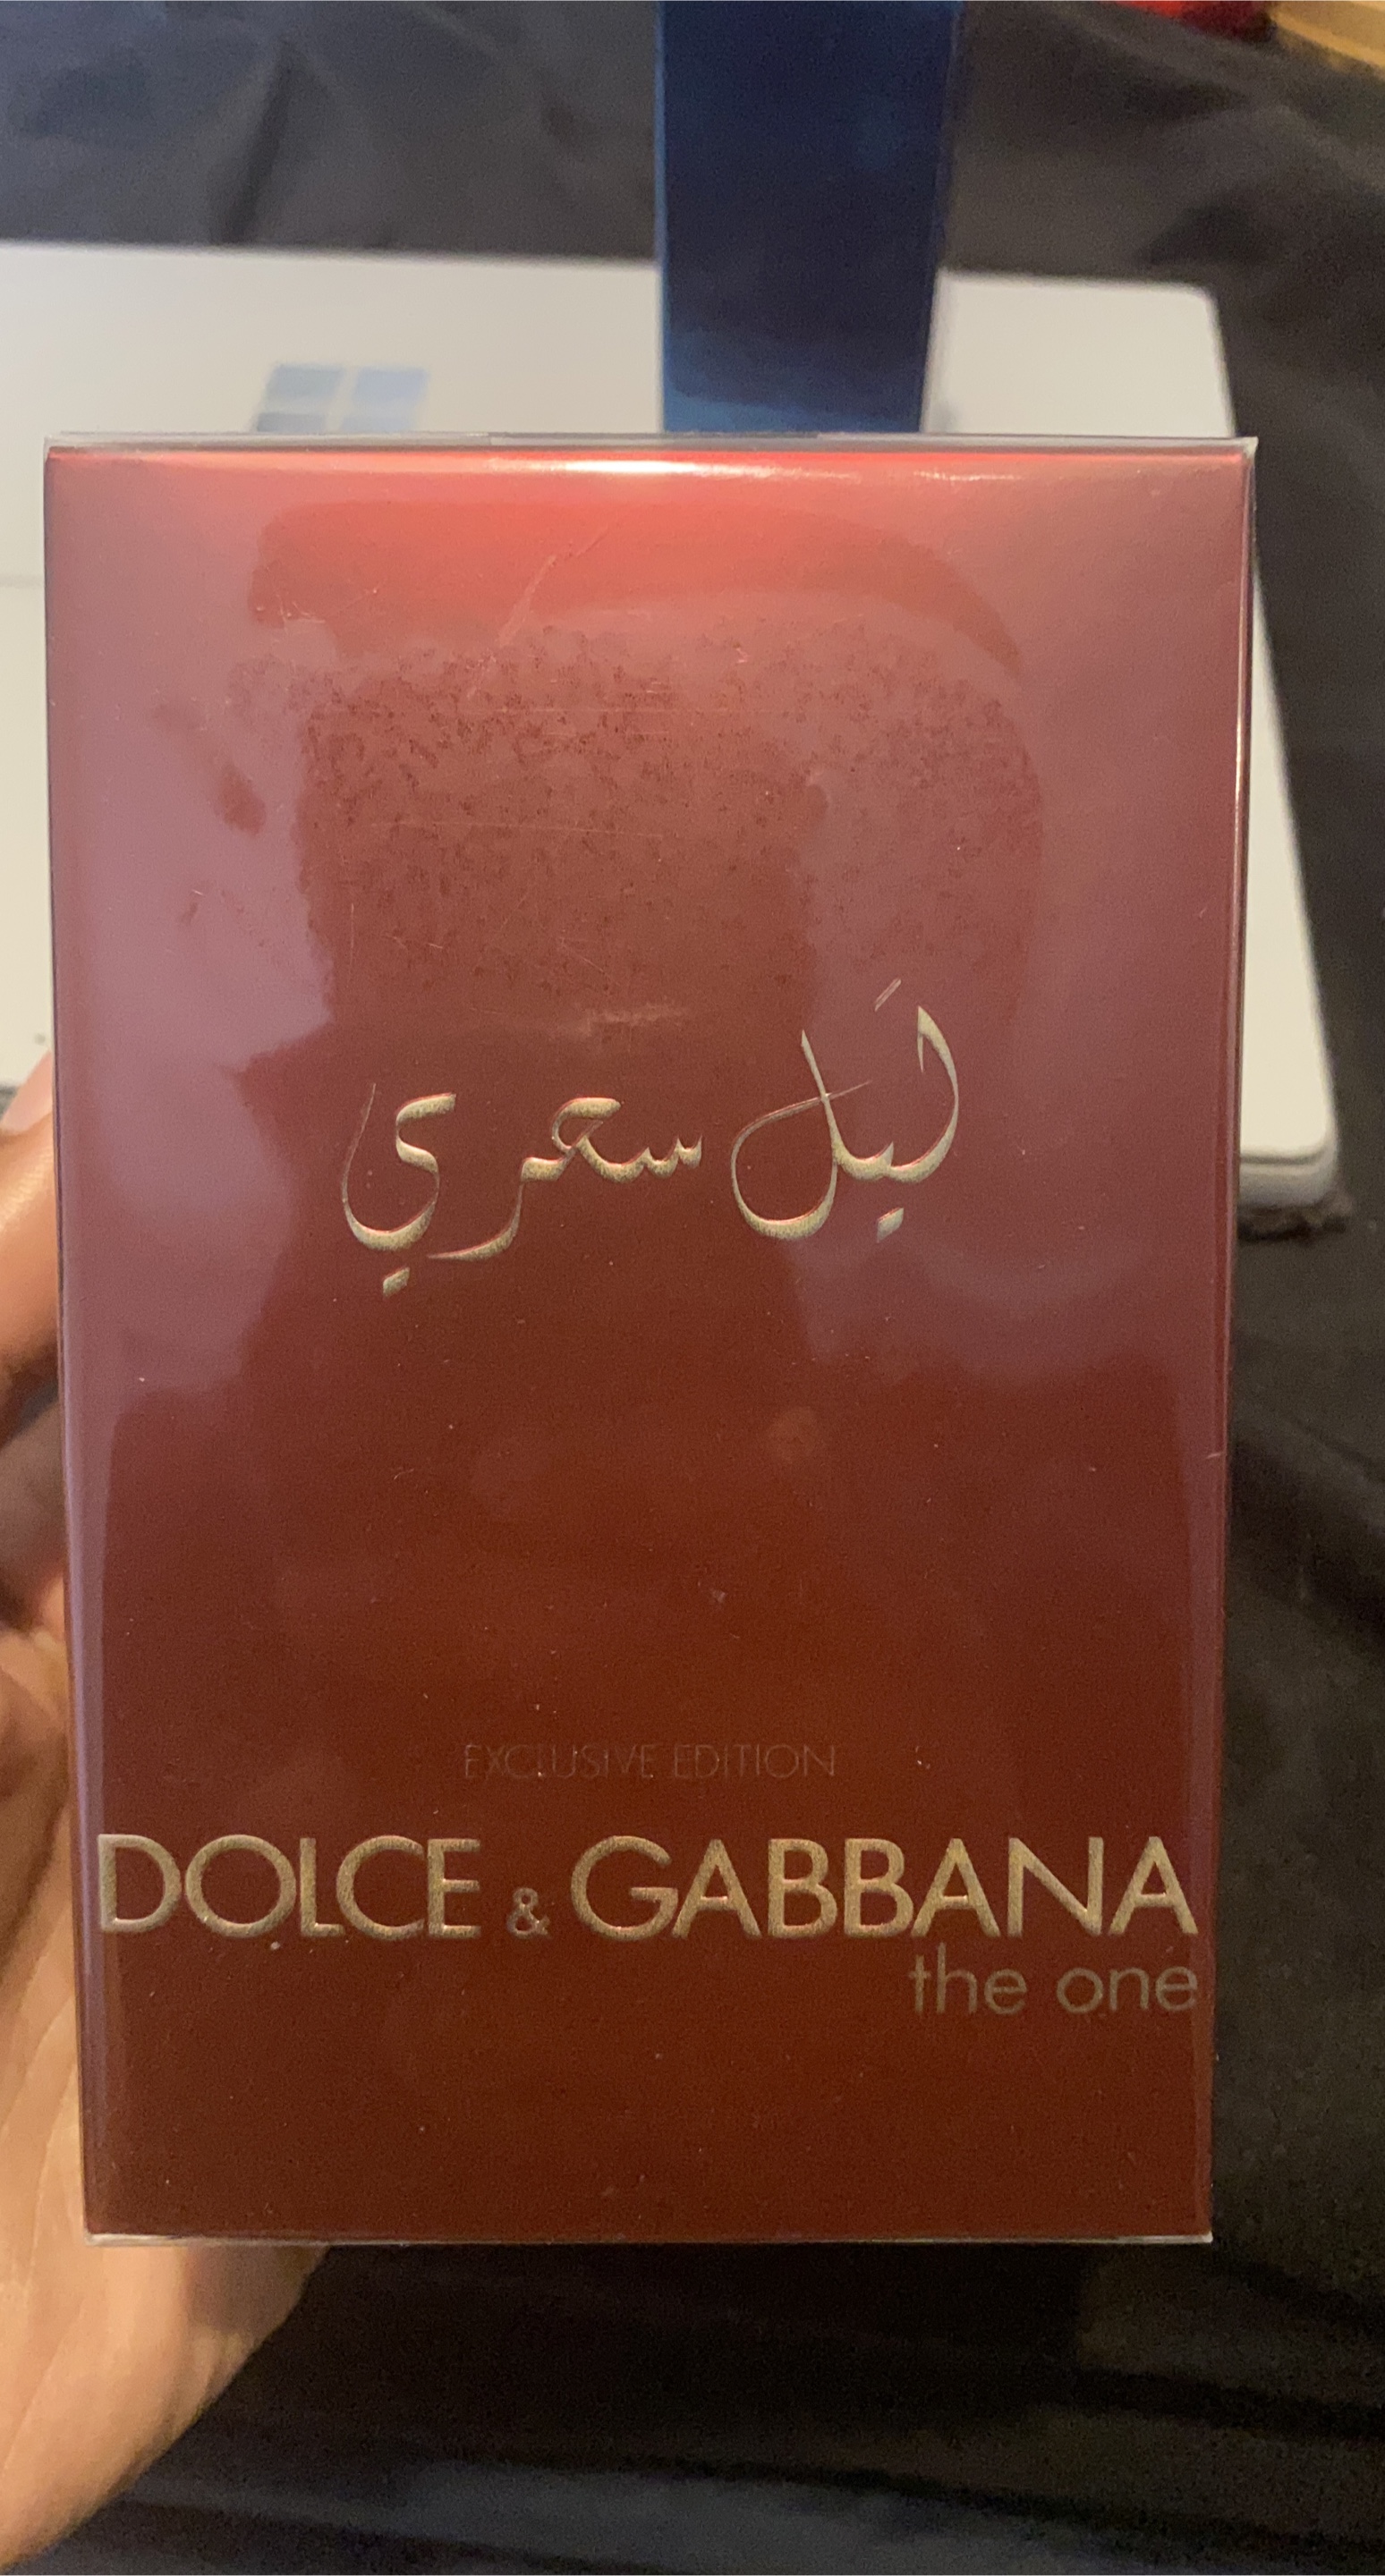 لَيل سحري
EXCLUSIVE EDITION
DOLCE & GABBANA
the one